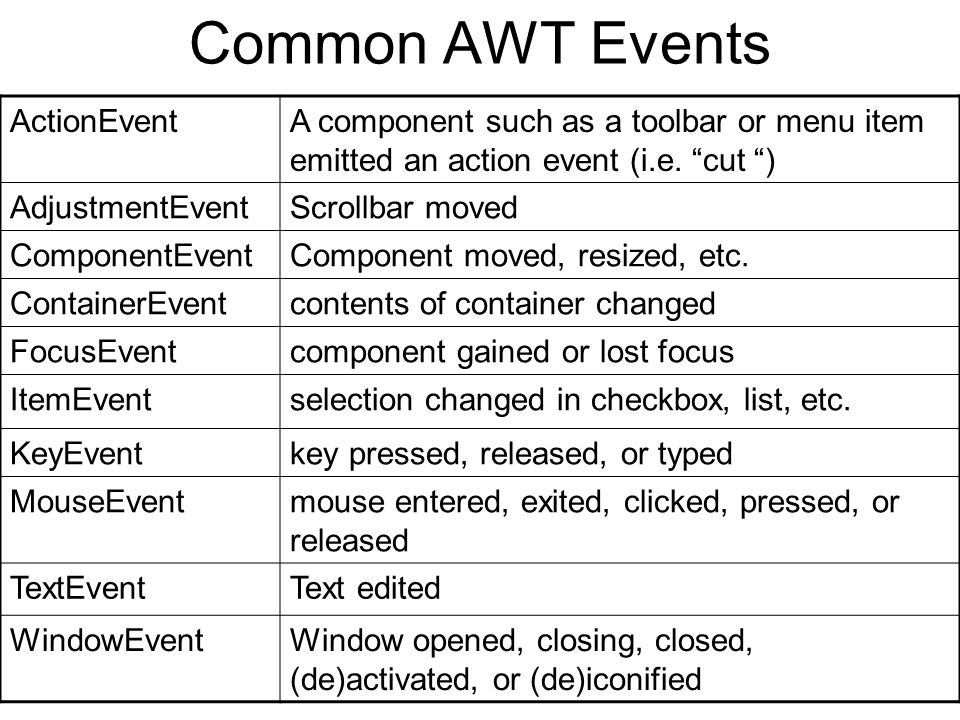 Common AWT Events
ActionEvent
A component such as a toolbar or menu item
emitted an action event (i.e. “cut “)
AdjustmentEvent
Scrollbar moved
ComponentEvent
Component moved, resized, etc.
ContainerEvent
contents of container changed
FocusEvent
component gained or lost focus
ItemEvent
selection changed in checkbox, list, etc.
KeyEvent
key pressed, released, or typed
MouseEvent
mouse entered, exited, clicked, pressed, or
released
TextEvent
Text edited
WindowEvent
Window opened, closing, closed,
(de)activated, or (de)iconified